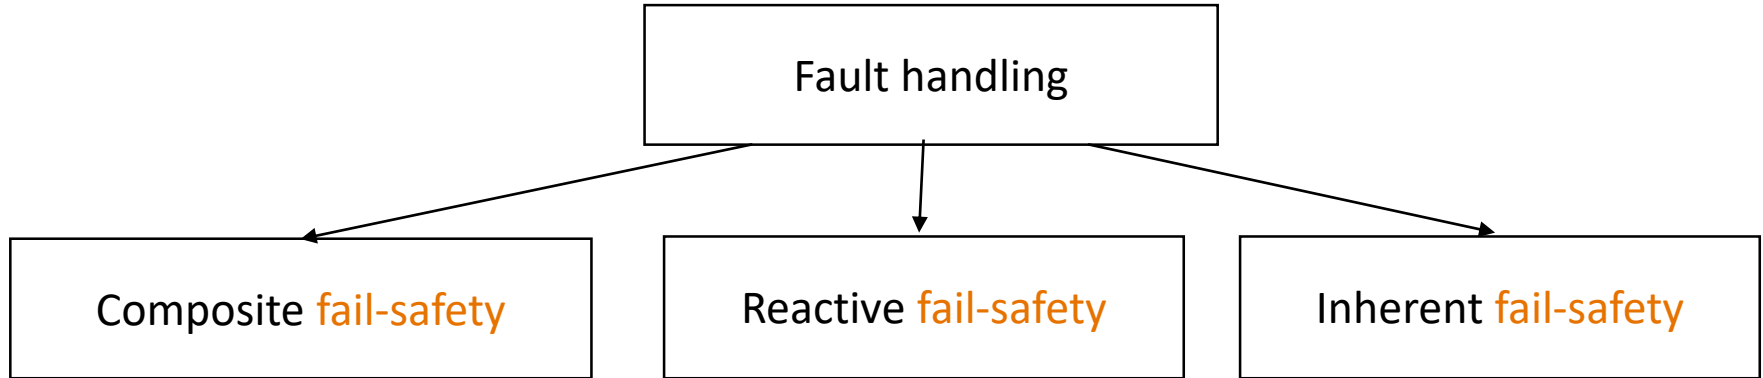 Fault handling
Composite fail-safety
Reactive fail-safety
Inherent fail-safety